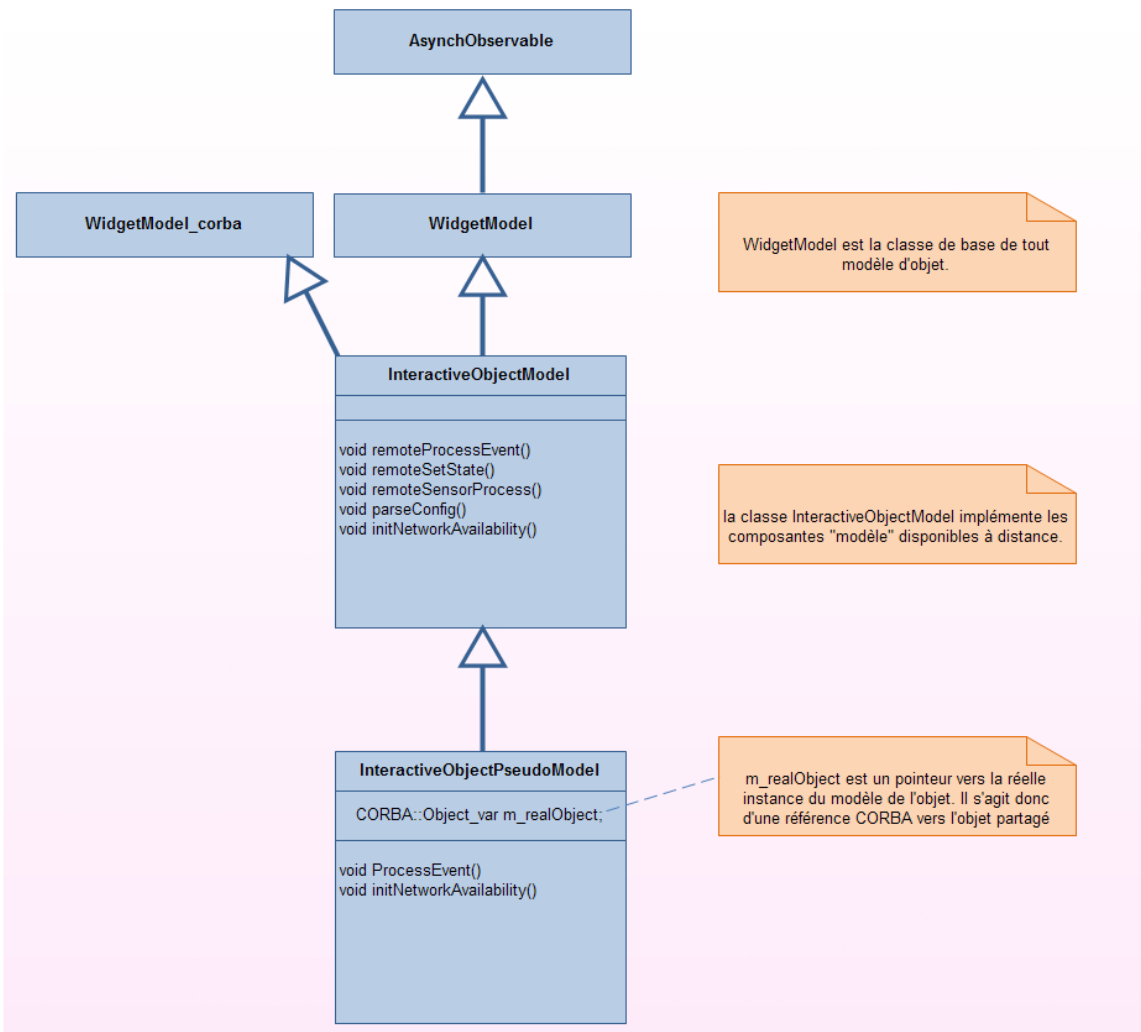 AsynchObservable
WidgetModel_corba
WidgetModel
WidgetModel est la classe de base de tout
modèle d'objet.
InteractiveObjectModel
void remoteProcessEvent()
void remoteSetState()
void remoteSensorProcess()
void parseConfig()
void initNetworkAvailability()
la classe InteractiveObjectModel implémente les
composantes "modèle" disponibles à distance.
InteractiveObjectPseudoModel
CORBA::Object_var m_realObject;
void ProcessEvent()
void initNetworkAvailability()
m_realObject est un pointeur vers la réelle
instance du modèle de l'objet. Il s'agit donc
d'une référence CORBA vers l'objet partagé